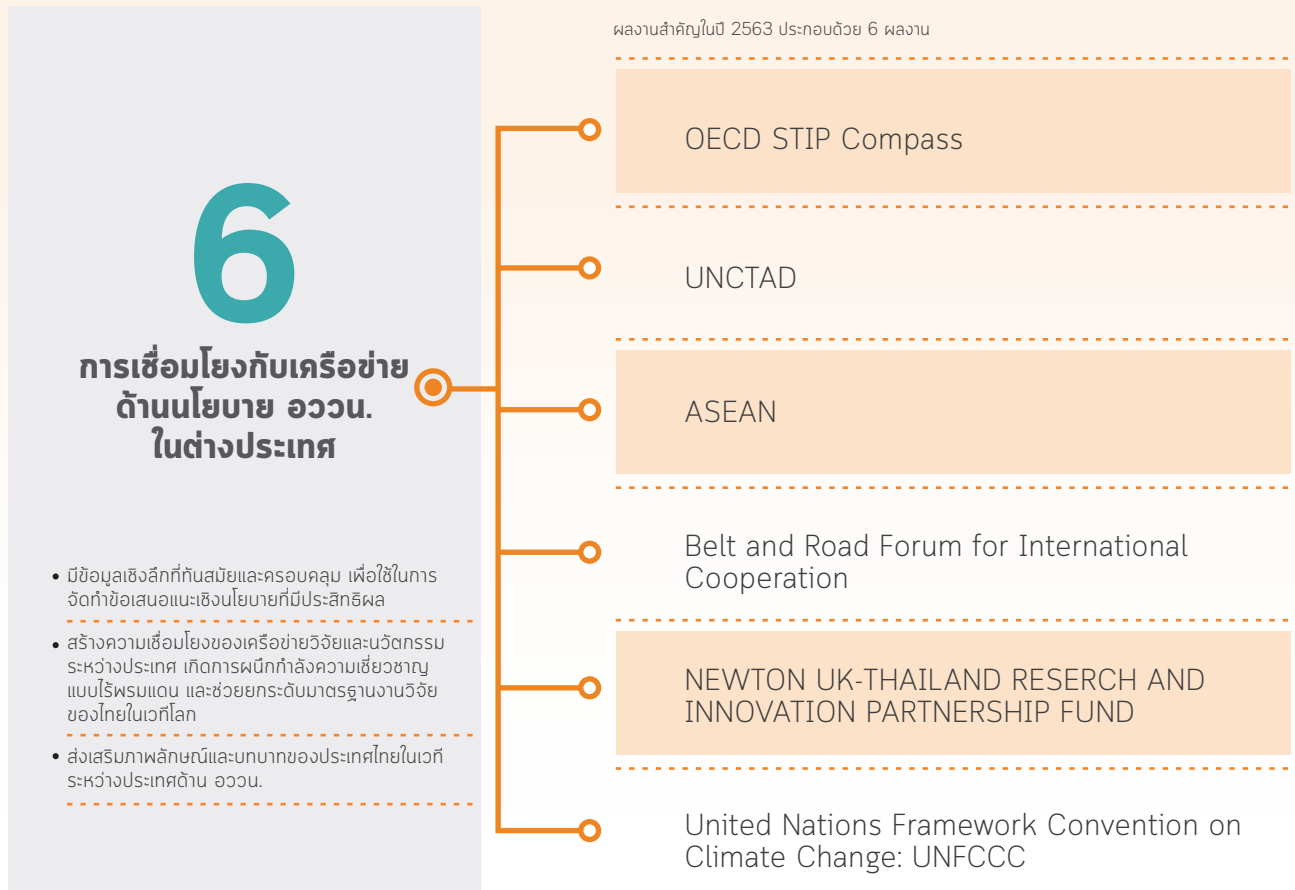 6
การเชื่อมโยงกับเครือข่าย
ด้านนโยบาย อววน.
ในต่างประเทศ
• มีข้อมูลเชิงลึกที่ทันสมัยและครอบคลุม เพื่อใช้ในการ
จัดทำข้อเสนอแนะเชิงนโยบายที่มีประสิทธิผล
• สร้างความเชื่อมโยงของเครือข่ายวิจัยและนวัตกรรม
ระหว่างประเทศ เกิดการผนึกกำลังความเชี่ยวชาญ
แบบไร้พรมแดน และช่วยยกระดับมาตรฐานงานวิจัย
ของไทยในเวทีโลก
• ส่งเสริมภาพลักษณ์และบทบาทของประเทศไทยในเวที
ระหว่างประเทศด้าน อววน.
ผลงานสำคัญในปี 2563 ประกอบด้วย 6 ผลงาน
OECD STIP Compass
UNCTAD
ASEAN
Belt and Road Forum for International
Cooperation
NEWTON UK-THAILAND RESERCH AND
INNOVATION PARTNERSHIP FUND
United Nations Framework Convention on
Climate Change: UNFCCC